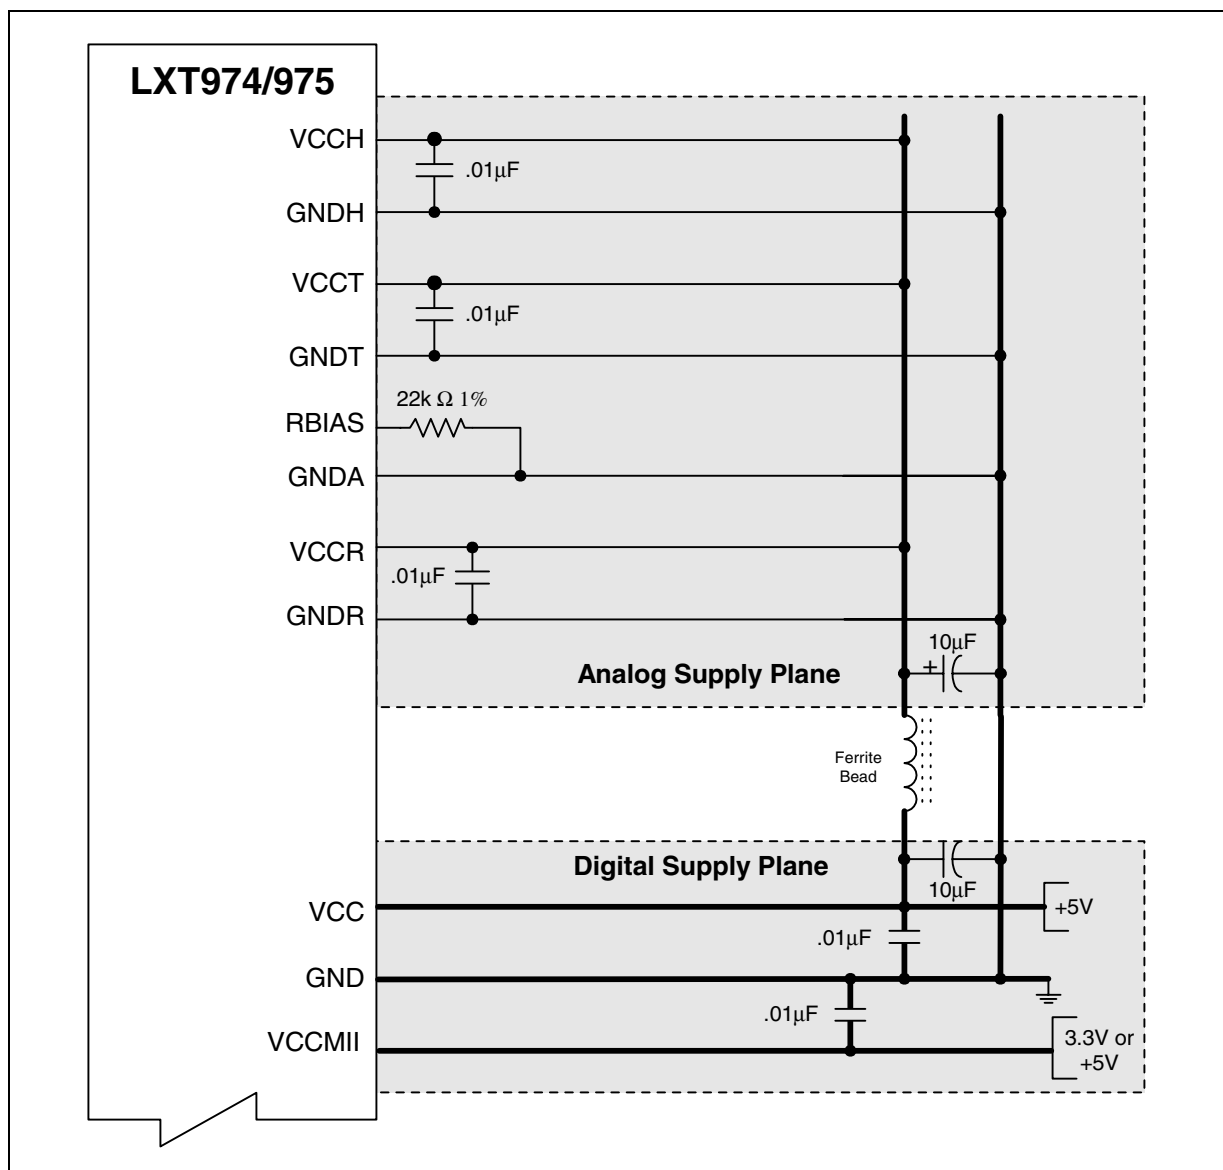 LXT974/975
VCCH
.01µF
GNDH
VCCT
.01µF
GNDT
22k Ω 1%
RBIAS
GNDA
VCCR
.01µF
GNDR
10µF
+
Analog Supply Plane
Ferrite
Bead
Digital Supply Plane
10µF
VCC
+5V
.01µF
GND
.01µF
VCCMII
3.3V or
+5V